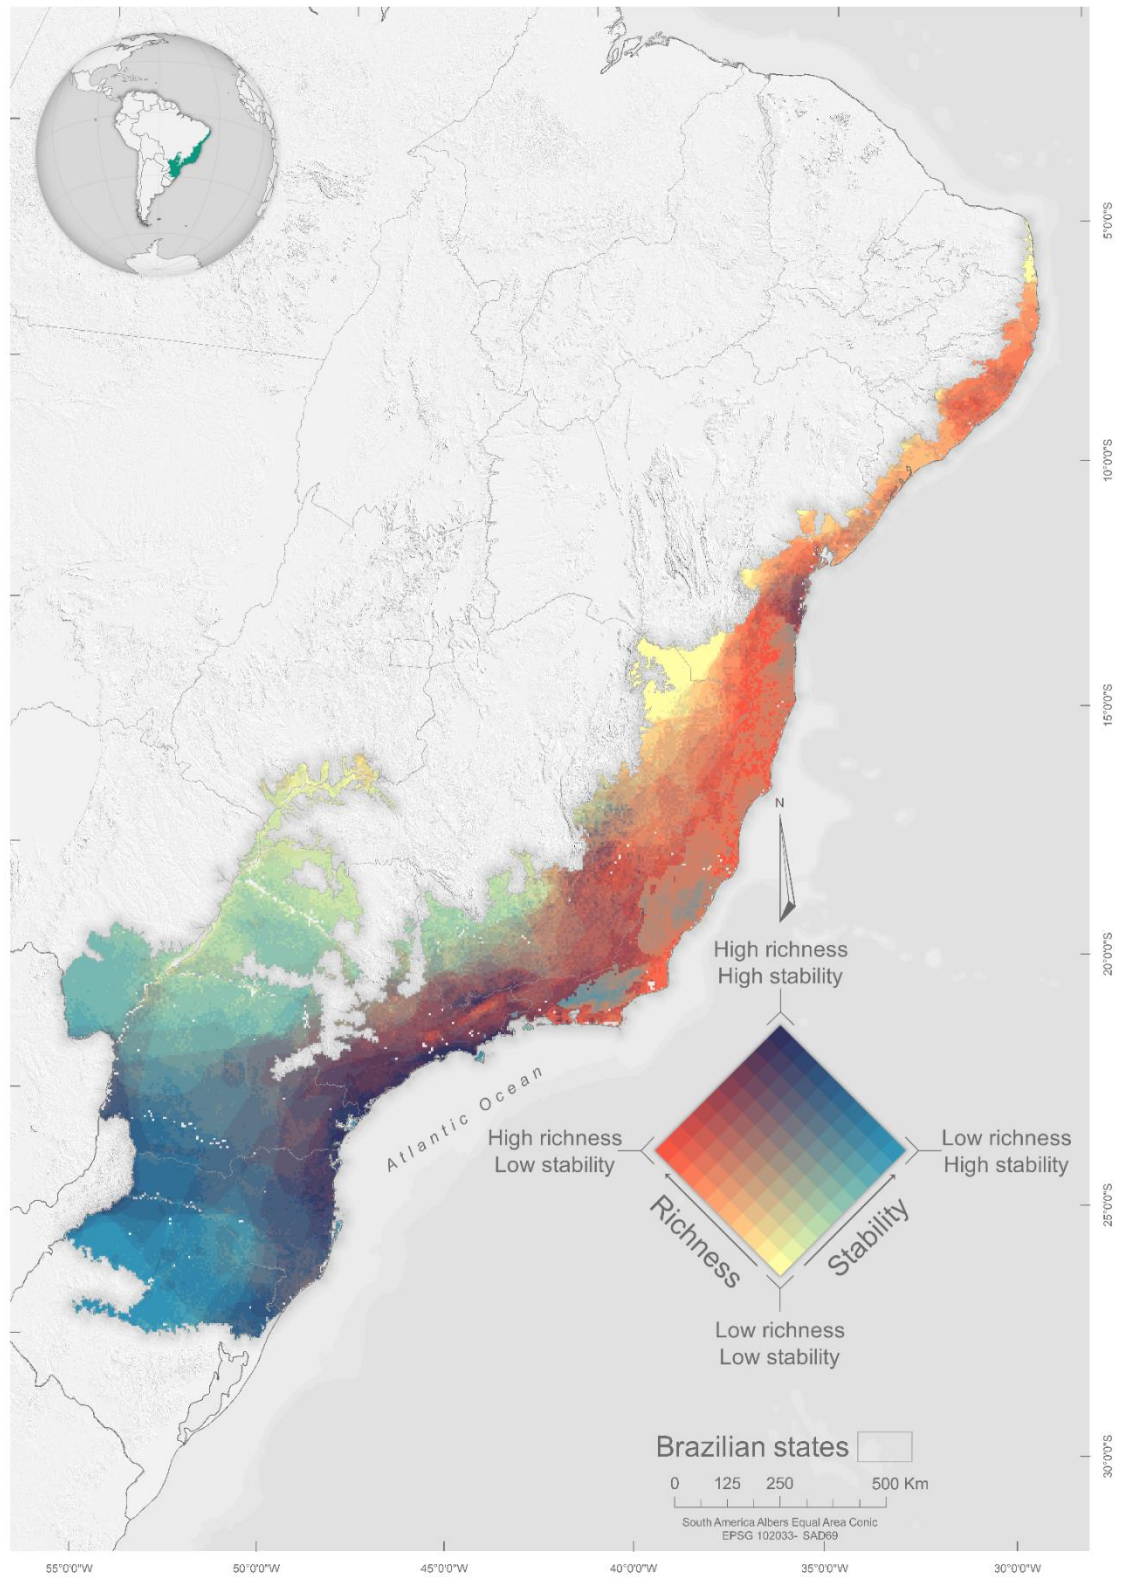 5°0'0"S
10°0'0"S
15°0'0"S
N
20°0'0"S
High richness
High stability
Atlantic Ocean
High richness
Low stability
Low richness
High stability
25°0'0"S
Richness
Stability
Low richness
Low stability
Brazilian states
30°0'0"S
0 125 250 500 Km
South America Albers Equal Area Conic
EPSG 102033- SAD69
55°0'0"W 50°0'0"W 45°0'0"W 40°0'0"W 35°0'0"W 30°0'0"W